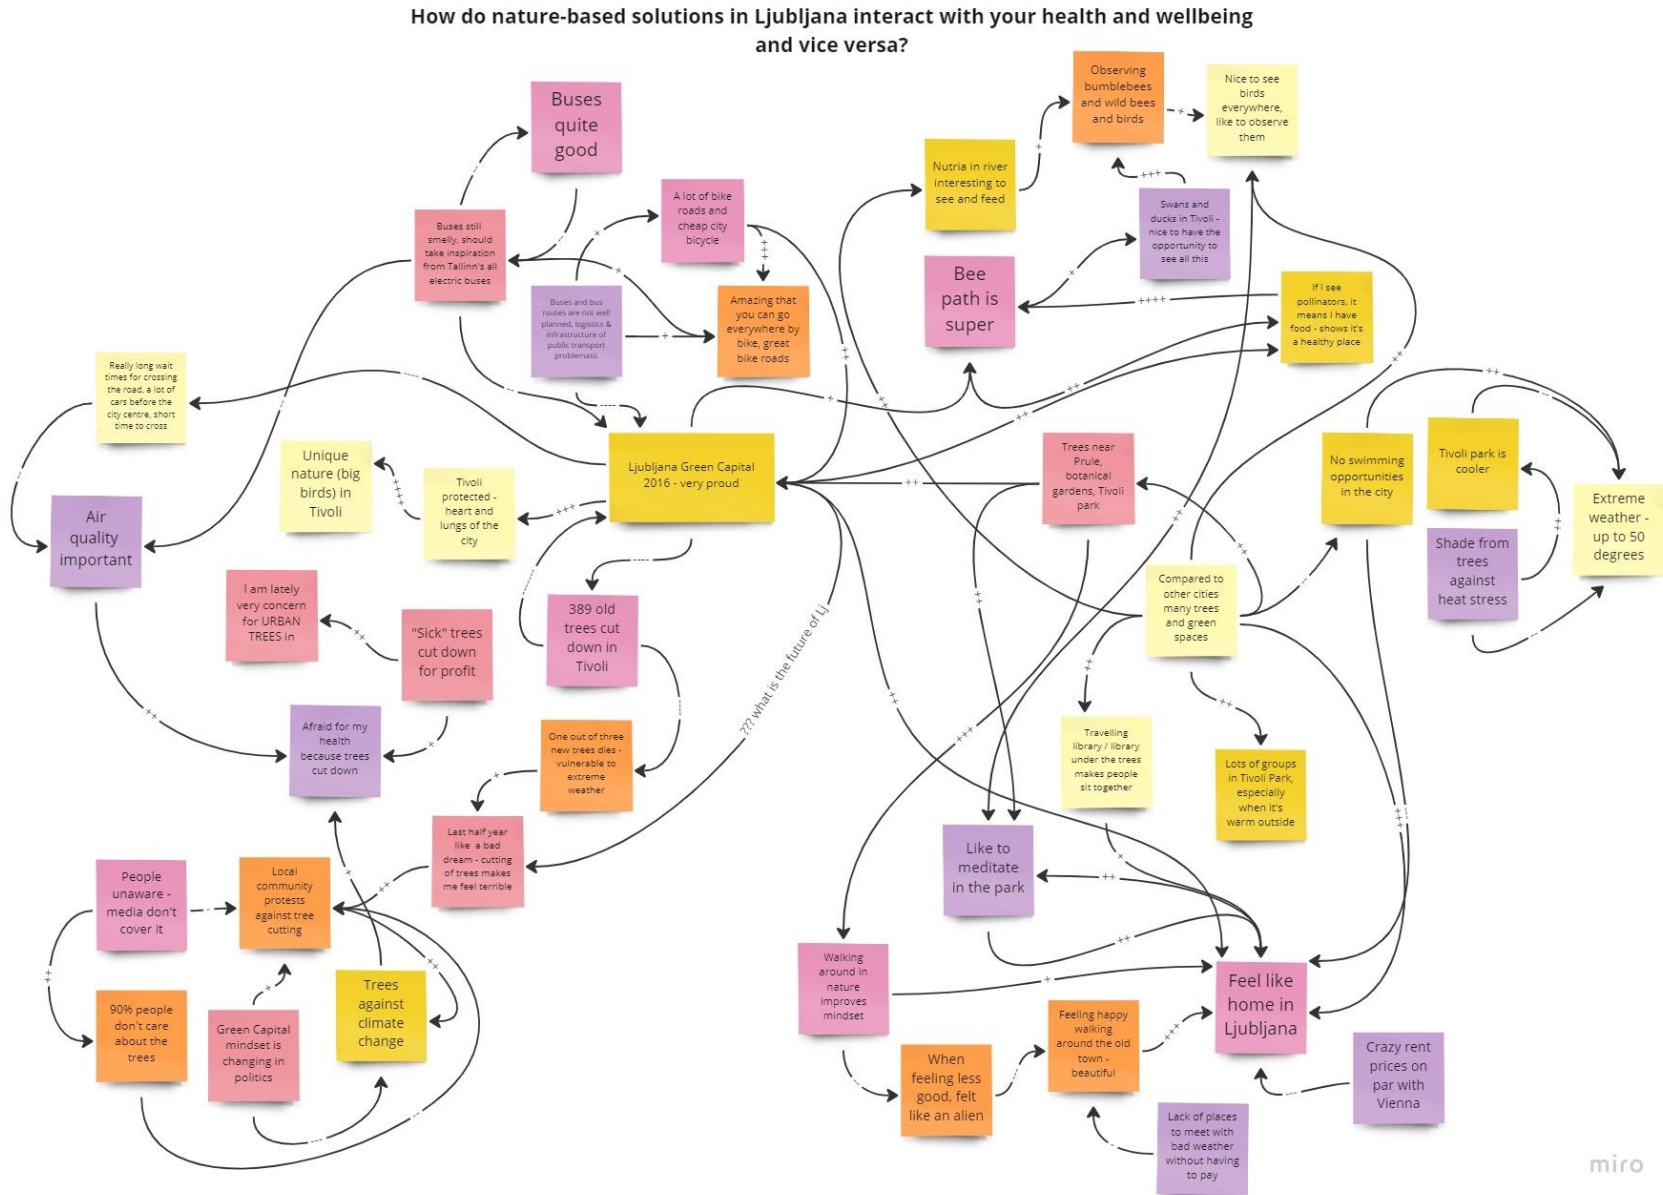 How do nature-based solutions in Ljubljana interact with your health and wellbeing
and vice versa?
Buses
quite
good
Observing
bumblebees
and wild bees
and birds
Nice to see
birds
everywhere,
like to observe
them
Nutria in river
interesting to
see and feed
A lot of bike
roads and
cheap city
bicycle
Swans and
ducks in Tivoli -
nice to have the
opportunity to
see all this
Buses still
smelly, should
take inspiration
from Tallinn's all
electric buses
Bee
path is
super
Buses and bus
routes are not well
planned, logistics &
infrastructure of
public transport
problematic
Amazing that
you can go
everywhere by
bike, great
bike roads
If I see
pollinators, it
means I have
food - shows it's
a healthy place
Really long wait
times for crossing
the road, a lot of
cars before the
city centre, short
time to cross
Unique
nature (big
birds) in
Tivoli
Tivoli
protected -
heart and
lungs of the
city
Ljubljana Green Capital
2016 - very proud
Trees near
Prule,
botanical
gardens, Tivoli
park
No swimming
opportunities
in the city
Tivoli park is
cooler
Extreme
weather -
up to 50
degrees
Air
quality
important
Shade from
trees
against
heat stress
I am lately
very concern
for URBAN
TREES in
"Sick" trees
cut down
for profit
389 old
trees cut
down in
Tivoli
Compared to
other cities
many trees
and green
spaces
??? what is the future of Lj
Afraid for my
health
because trees
cut down
One out of three
new trees dies -
vulnerable to
extreme
weather
Travelling
library / library
under the trees
makes people
sit together
Lots of groups
in Tivoli Park,
especially
when it's
warm outside
Last half year
like a bad
dream - cutting
of trees makes
me feel terrible
Like to
meditate
in the park
People
unaware -
media don't
cover it
Local
community
protests
against tree
cutting
Walking
around in
nature
improves
mindset
Feel like
home in
Ljubljana
90% people
don't care
about the
trees
Green Capital
mindset is
changing in
politics
Trees
against
climate
change
When
feeling less
good, felt
like an alien
Feeling happy
walking
around the old
town -
beautiful
Crazy rent
prices on
par with
Vienna
Lack of places
to meet with
bad weather
without having
to pay
miro